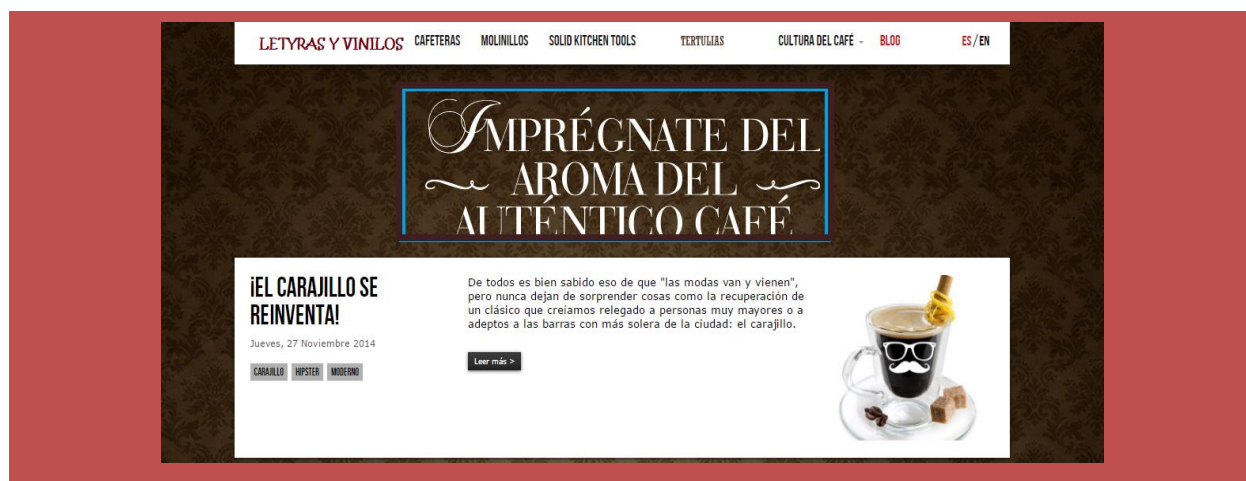 LETYRAS Y VINILOS CAFETERAS MOLINILLOS SOLID KITCHEN TOOLS TERTULIAS CULTURA DEL CAFÉ BLOG ES/EN
IMPRÉGNATE DEL
AROMA DEL
AUTÉNTICO CAFÉ
¡EL CARAJILLO SE
REINVENTA!
Jueves, 27 Noviembre 2014
CARAJILLO HIPSTER MODERNO
De todos es bien sabido eso de que "las modas van y vienen",
pero nunca dejan de sorprender cosas como la recuperación de
un clásico que creíamos relegado a personas muy mayores o a
adeptos a las barras con más solera de la ciudad: el carajillo.
Leer más >